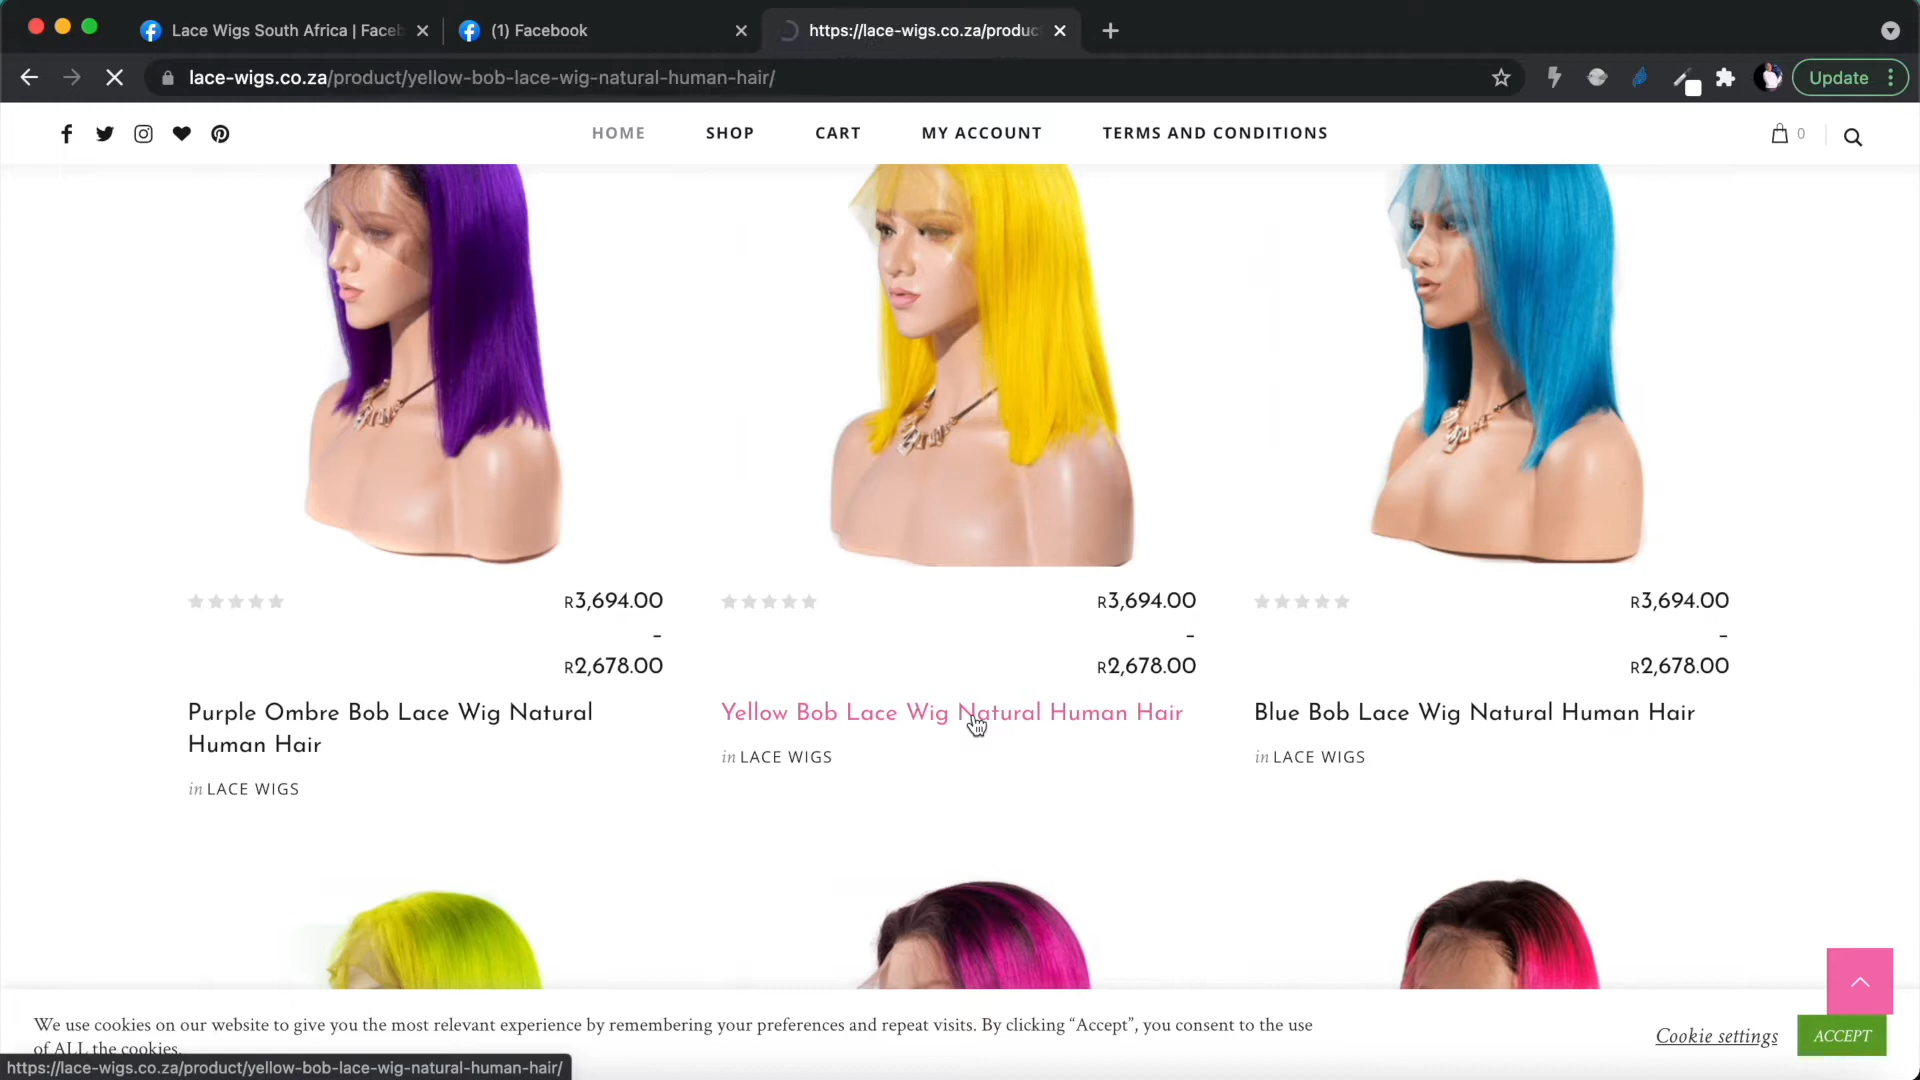 Lace Wigs South Africa | Faceb
(1) Facebook
https://lace-wigs.co.za/produc
lace-wigs.co.za/product/yellow-bob-lace-wig-natural-human-hair/
Update
HOME SHOP CART MY ACCOUNT TERMS AND CONDITIONS
0
R3,694.00
–
R2,678.00
Purple Ombre Bob Lace Wig Natural
Human Hair
in LACE WIGS
R3,694.00
–
R2,678.00
Yellow Bob Lace Wig Natural Human Hair
in LACE WIGS
R3,694.00
–
R2,678.00
Blue Bob Lace Wig Natural Human Hair
in LACE WIGS
We use cookies on our website to give you the most relevant experience by remembering your preferences and repeat visits. By clicking “Accept”, you consent to the use
of ALL the cookies.
Cookie settings
ACCEPT
https://lace-wigs.co.za/product/yellow-bob-lace-wig-natural-human-hair/